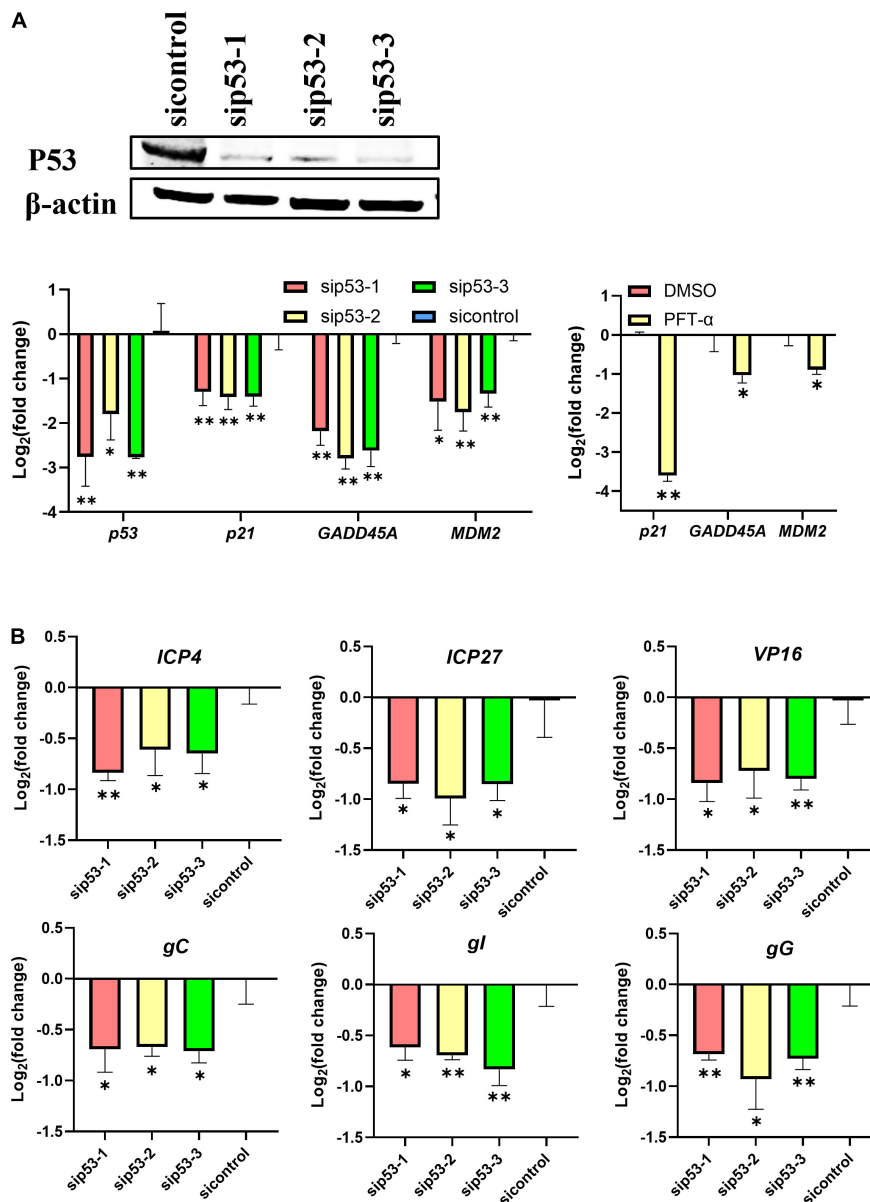 A
sicontrol
sip53-1
sip53-2
sip53-3
P53
β-actin
sip53-1
sip53-3
sip53-2
sicontrol
Log2(fold change)
1
0
-1
-2
-3
-4
** * ** ** ** ** ** ** ** * ** **
p53 p21 GADD45A MDM2
DMSO
PFT-α
Log2(fold change)
1
0
-1
-2
-3
-4
** * *
p21 GADD45A MDM2
B
ICP4
Log2(fold change)
0.5
0.0
-0.5
-1.0
-1.5
** * *
sip53-1 sip53-2 sip53-3 sicontrol
ICP27
Log2(fold change)
0.5
0.0
-0.5
-1.0
-1.5
* * *
sip53-1 sip53-2 sip53-3 sicontrol
VP16
Log2(fold change)
0.5
0.0
-0.5
-1.0
-1.5
* * **
sip53-1 sip53-2 sip53-3 sicontrol
gC
Log2(fold change)
0.5
0.0
-0.5
-1.0
-1.5
* * *
sip53-1 sip53-2 sip53-3 sicontrol
gI
Log2(fold change)
0.5
0.0
-0.5
-1.0
-1.5
* ** **
sip53-1 sip53-2 sip53-3 sicontrol
gG
Log2(fold change)
0.5
0.0
-0.5
-1.0
-1.5
** * **
sip53-1 sip53-2 sip53-3 sicontrol